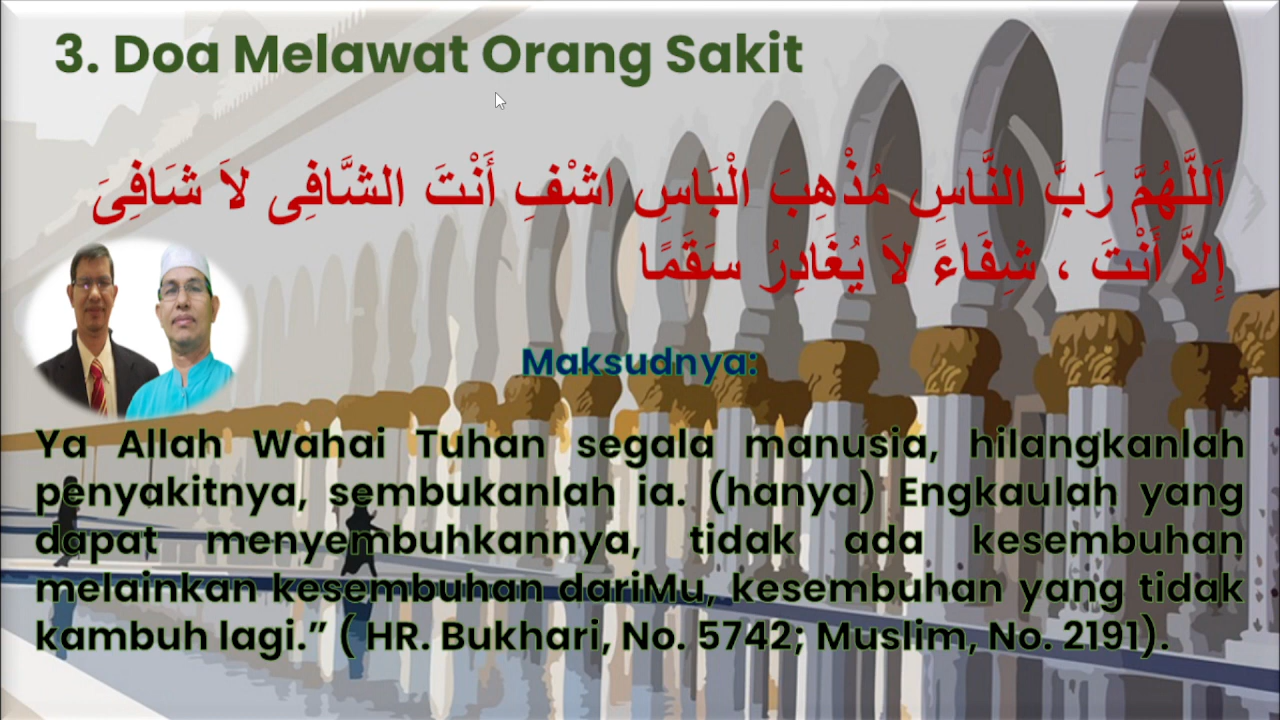 3. Doa Melawat Orang Sakit
اَللَّهُمَّ رَبَّ النَّاسِ مُذْهِبَ الْبَاسِ اشْفِ أَنْتَ الشَّافِى لاَ شَافِىَ
إِلاَّ أَنْتَ ، شِفَاءً لاَ يُغَادِرُ سَقَمًا
Maksudnya:
Ya Allah Wahai Tuhan segala manusia, hilangkanlah
penyakitnya, sembukanlah ia. (hanya) Engkaulah yang
dapat menyembuhkannya, tidak ada kesembuhan
melainkan kesembuhan dariMu, kesembuhan yang tidak
kambuh lagi.” ( HR. Bukhari, No. 5742; Muslim, No. 2191).